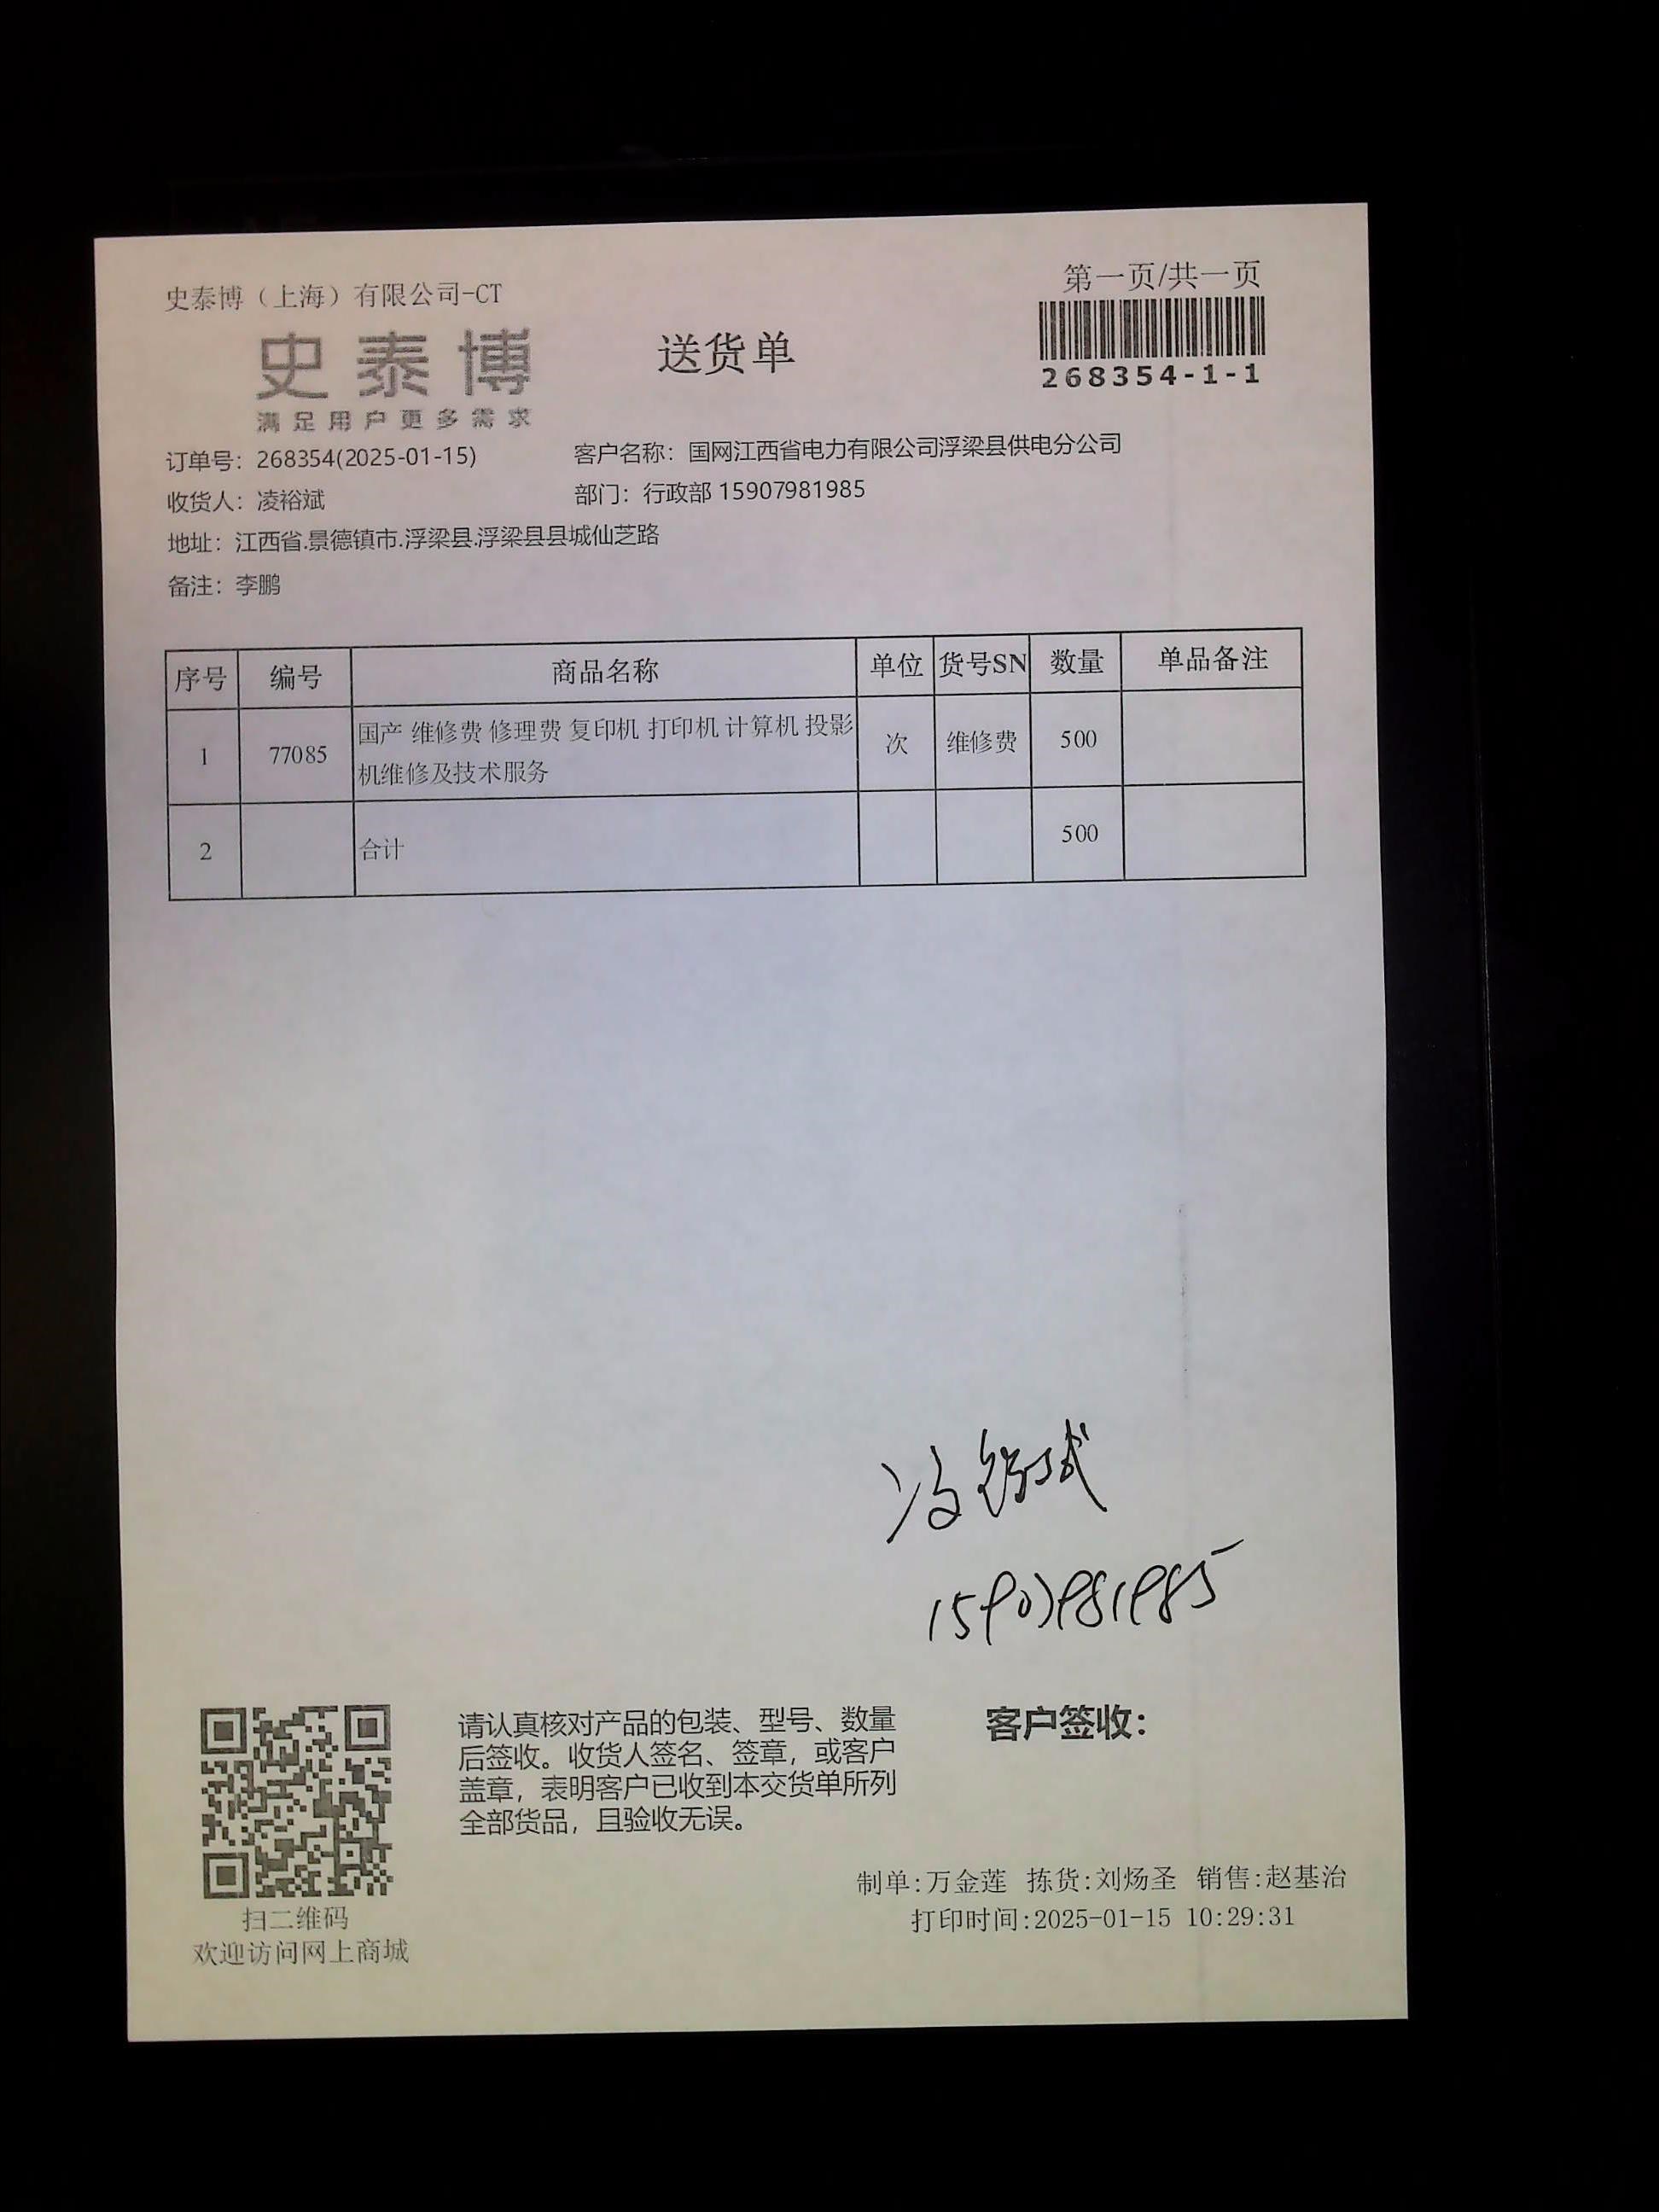 史泰博（上海）有限公司-CT
第一页/共一页
史泰博
满足用户更多需求
送货单
268354-1-1
订单号：268354(2025-01-15)
客户名称：国网江西省电力有限公司浮梁县供电分公司
收货人：凌裕斌
部门：行政部 15907981985
地址：江西省.景德镇市.浮梁县.浮梁县县城仙芝路
备注：李鹏
序号 编号 商品名称 单位 货号SN 数量 单品备注
1 77085 国产 维修费 修理费 复印机 打印机 计算机 投影
机维修及技术服务 次 维修费 500
2 合计 500
凌裕斌
15907981985
请认真核对产品的包装、型号、数量
后签收。收货人签名、签章，或客户
盖章，表明客户已收到本交货单所列
全部货品，且验收无误。
客户签收：
扫二维码
欢迎访问网上商城
制单:万金莲 拣货:刘炀圣 销售:赵基治
打印时间:2025-01-15 10:29:31